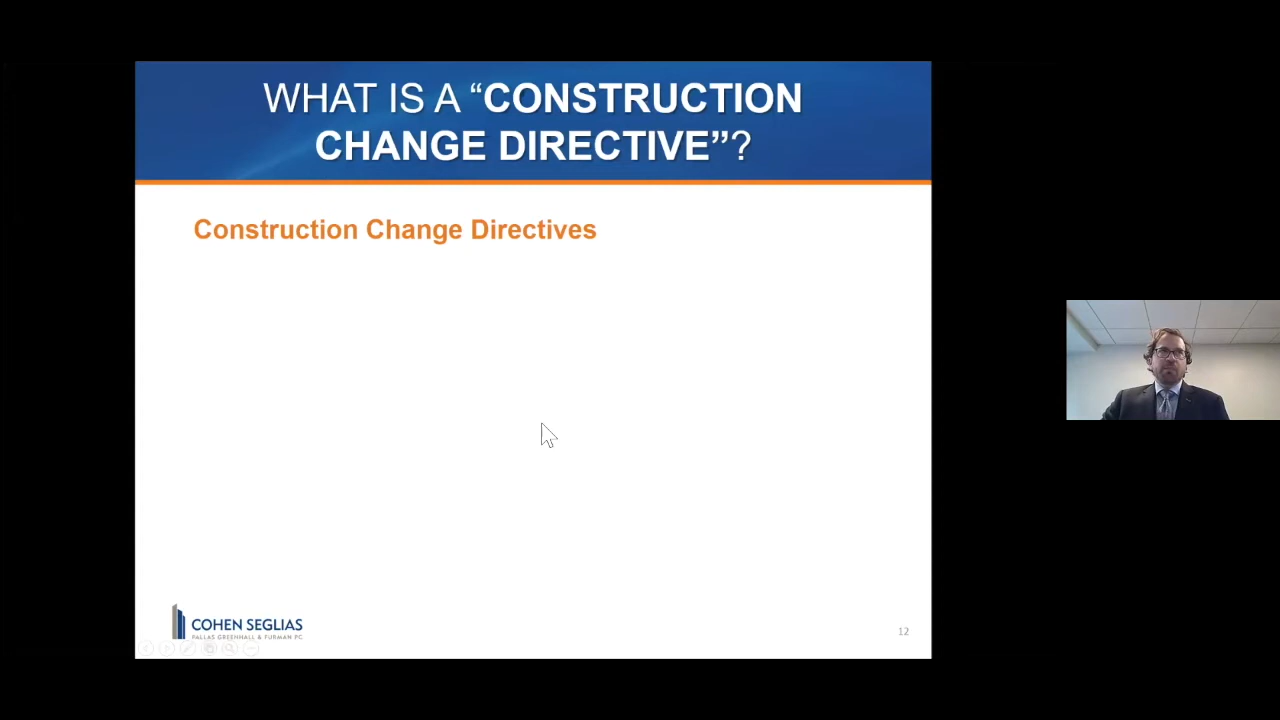 WHAT IS A “CONSTRUCTION
CHANGE DIRECTIVE”?
Construction Change Directives
COHEN SEGLIAS
PALLAS GREENHALL & FURMAN PC
12